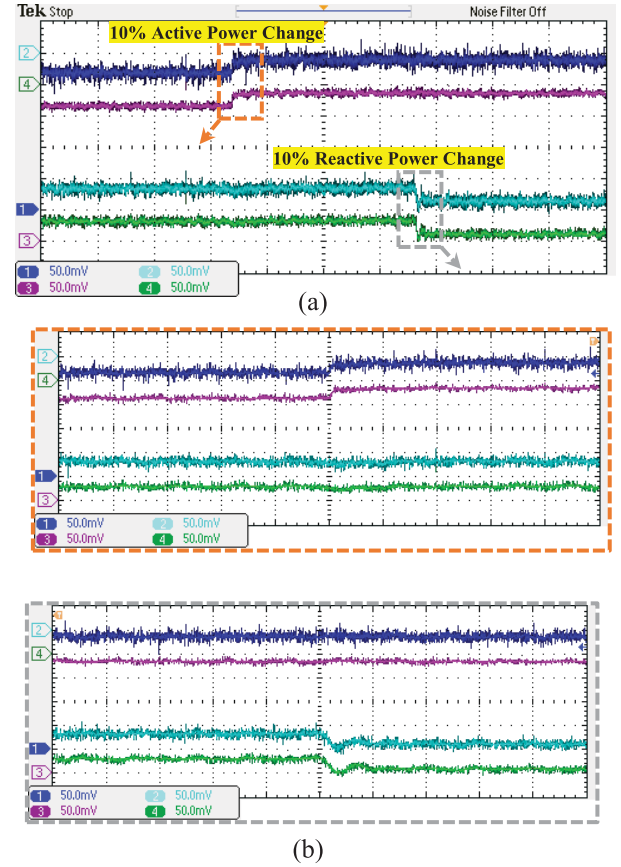 Tek Stop Noise Filter Off
10% Active Power Change
2
4
10% Reactive Power Change
1
3
1 50.0mV 2 50.0mV
3 50.0mV 4 50.0mV
(a)
2
4
1
3
1 50.0mV 2 50.0mV
3 50.0mV 4 50.0mV
2
4
1
3
1 50.0mV 2 50.0mV
3 50.0mV 4 50.0mV
(b)